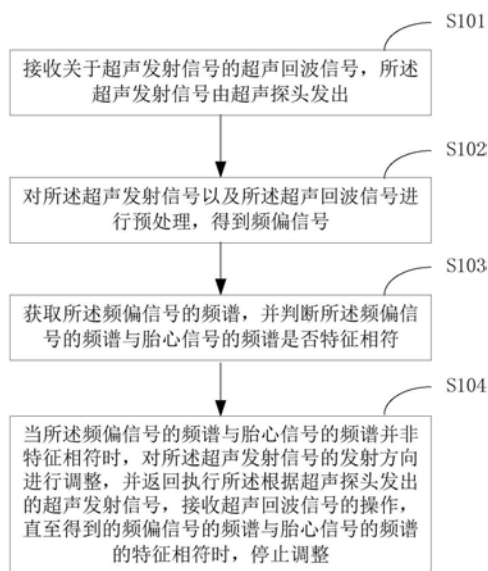 S101
接收关于超声发射信号的超声回波信号，所述
超声发射信号由超声探头发出
S102
对所述超声发射信号以及所述超声回波信号进
行预处理，得到频偏信号
S103
获取所述频偏信号的频谱，并判断所述频偏信
号的频谱与胎心信号的频谱是否特征相符
S104
当所述频偏信号的频谱与胎心信号的频谱并非
特征相符时，对所述超声发射信号的发射方向
进行调整，并返回执行所述根据超声探头发出
的超声发射信号，接收超声回波信号的操作，
直至得到的频偏信号的频谱与胎心信号的频谱
的特征相符时，停止调整